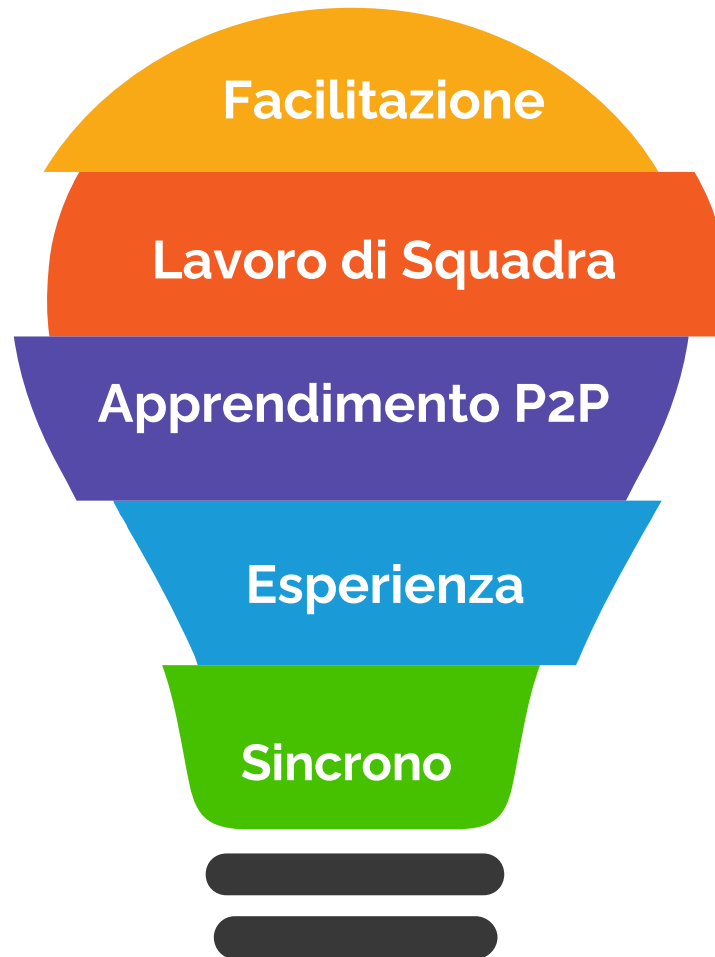 Facilitazione
Lavoro di Squadra
Apprendimento P2P
Esperienza
Sincrono